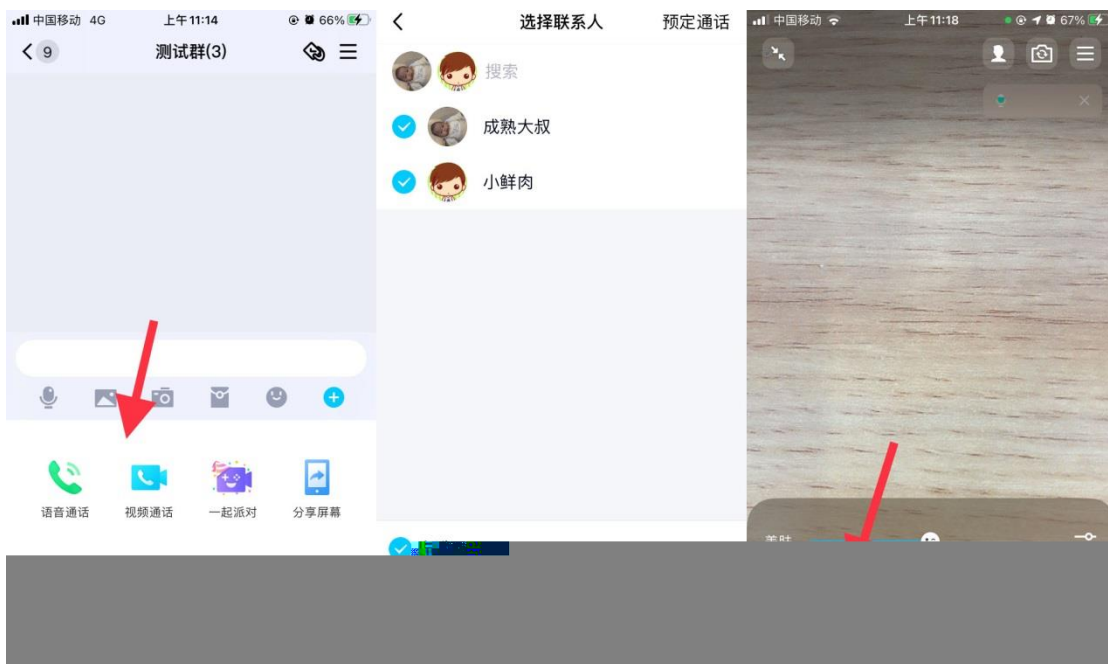 中国移动 4G 上午11:14 66%
9 测试群(3)
语音通话 视频通话 一起派对 分享屏幕
选择联系人 预定通话
搜索
成熟大叔
小鲜肉
中国移动 上午11:18 67%